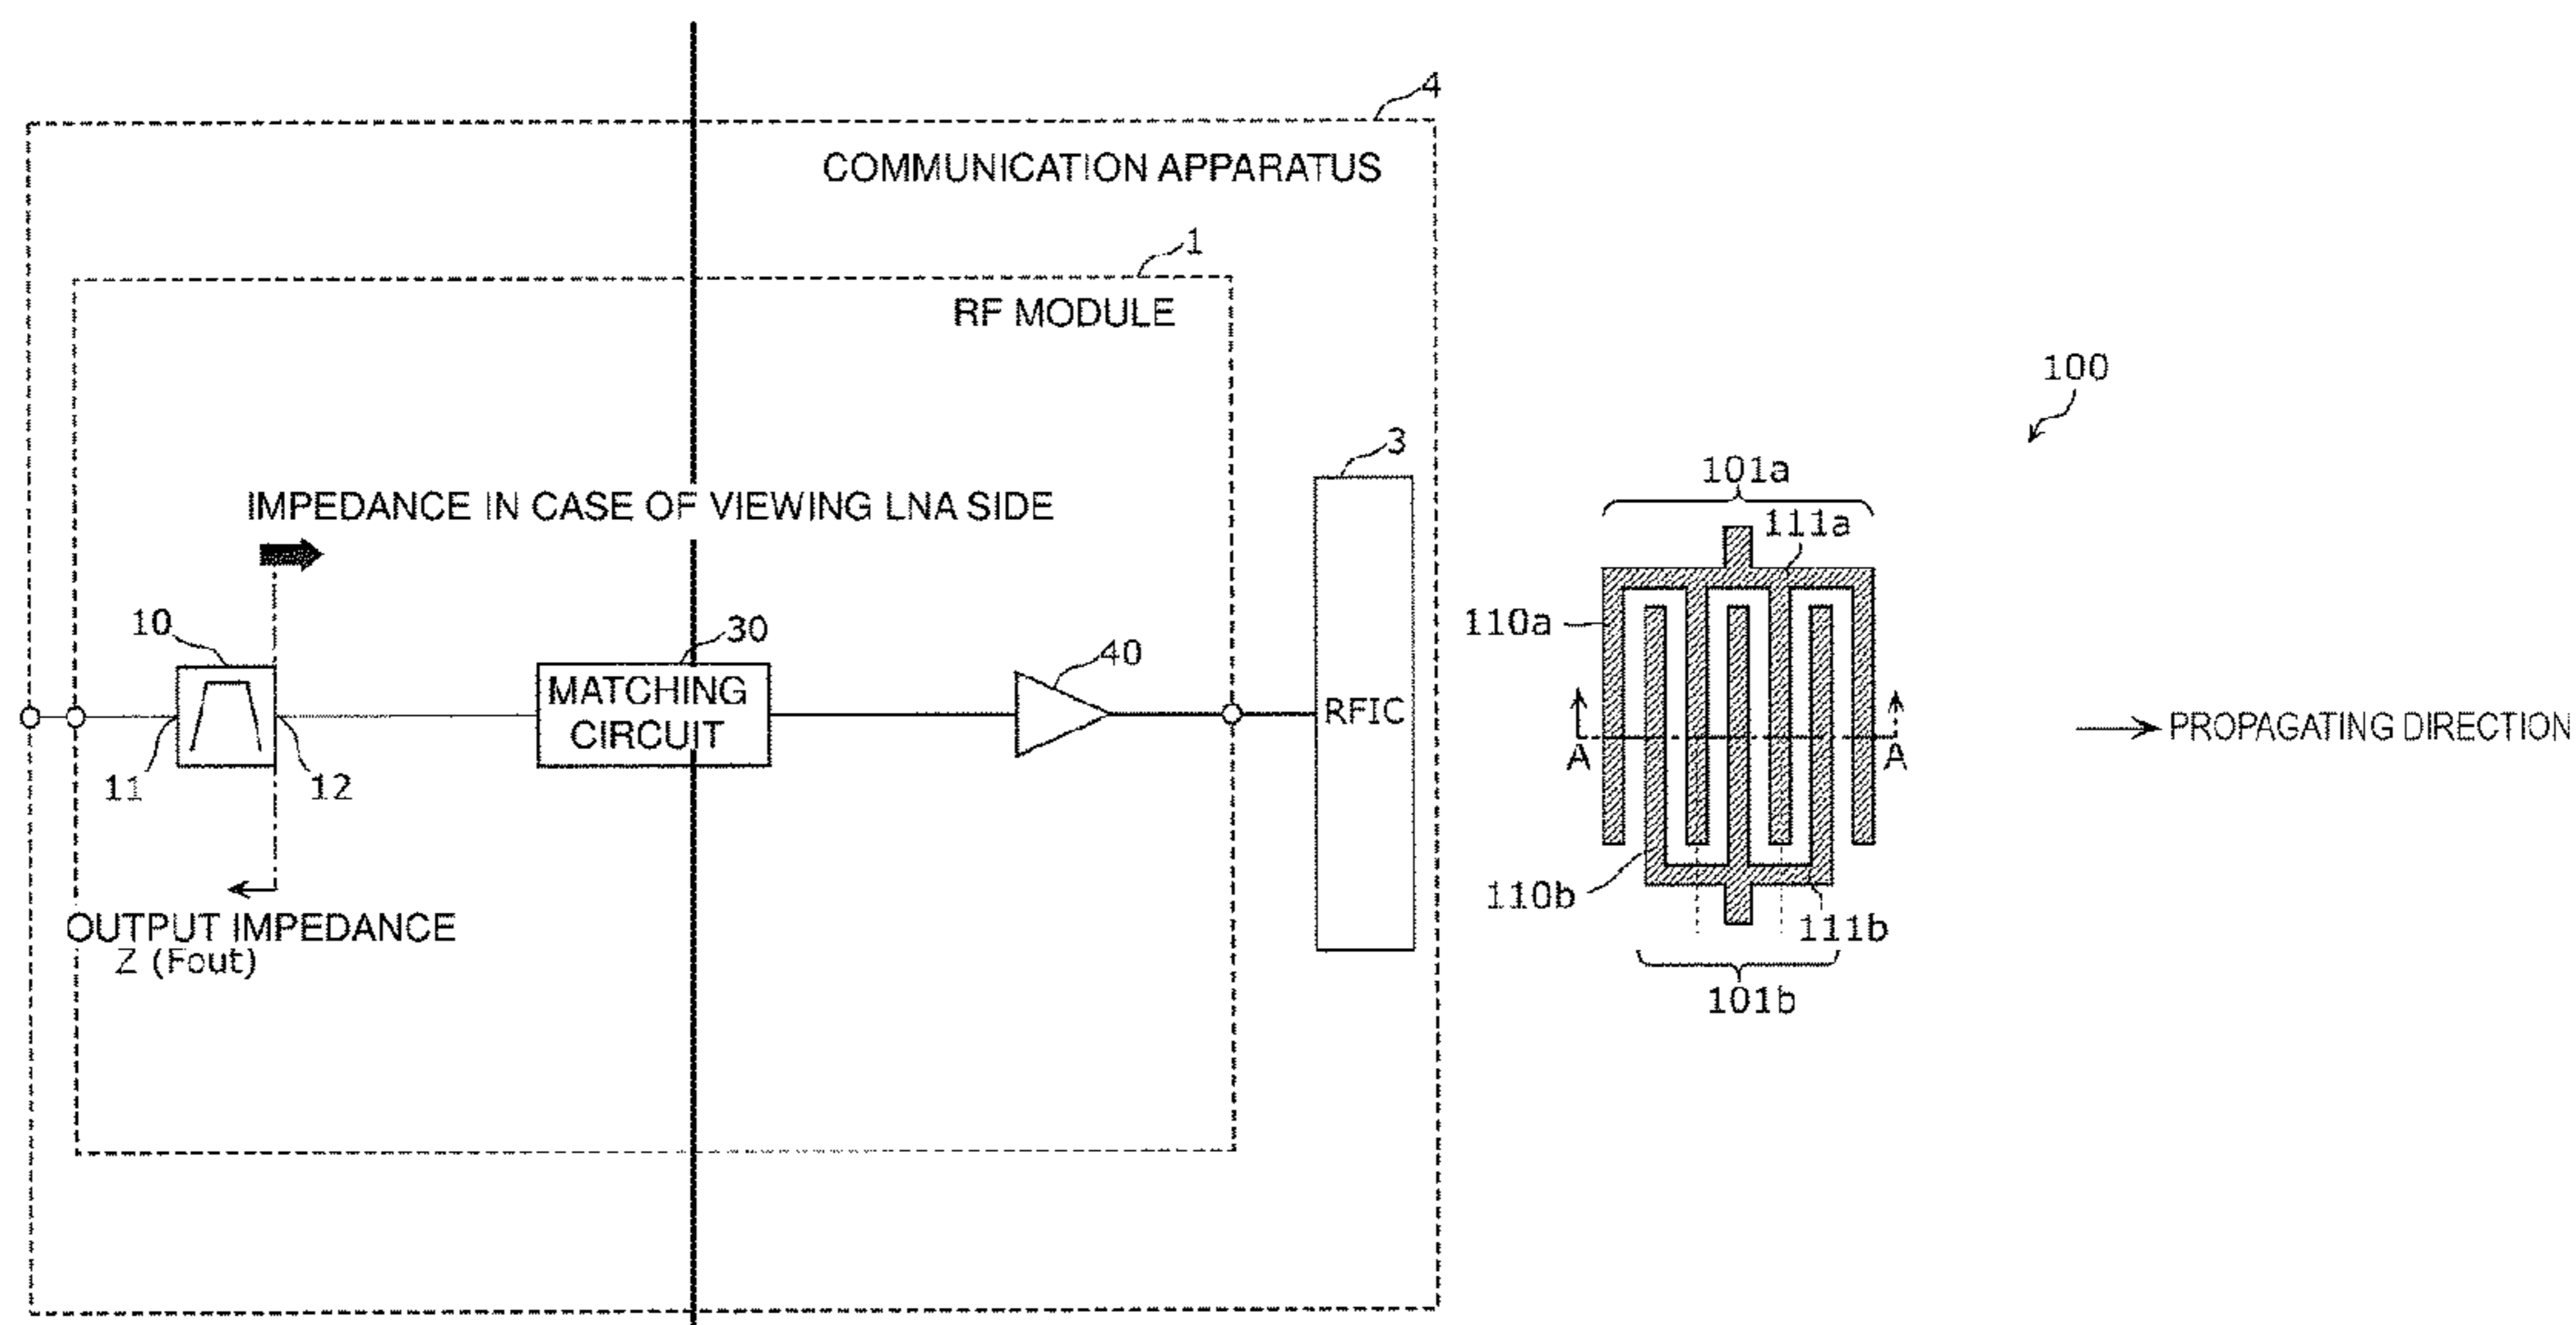 4
COMMUNICATION APPARATUS
1
RF MODULE
IMPEDANCE IN CASE OF VIEWING LNA SIDE
3
10
30
40
MATCHING
CIRCUIT
RFIC
11
12
OUTPUT IMPEDANCE
Z (Fout)
100
101a
111a
110a
A
A
PROPAGATING DIRECTION
110b
111b
101b